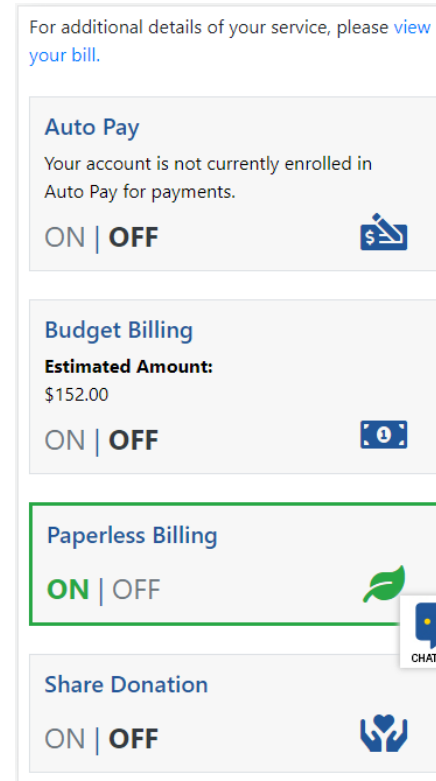 For additional details of your service, please view
your bill.
Auto Pay
Your account is not currently enrolled in
Auto Pay for payments.
ON | OFF
$
Budget Billing
Estimated Amount:
$152.00
ON | OFF
1
Paperless Billing
ON | OFF
CHAT
Share Donation
ON | OFF